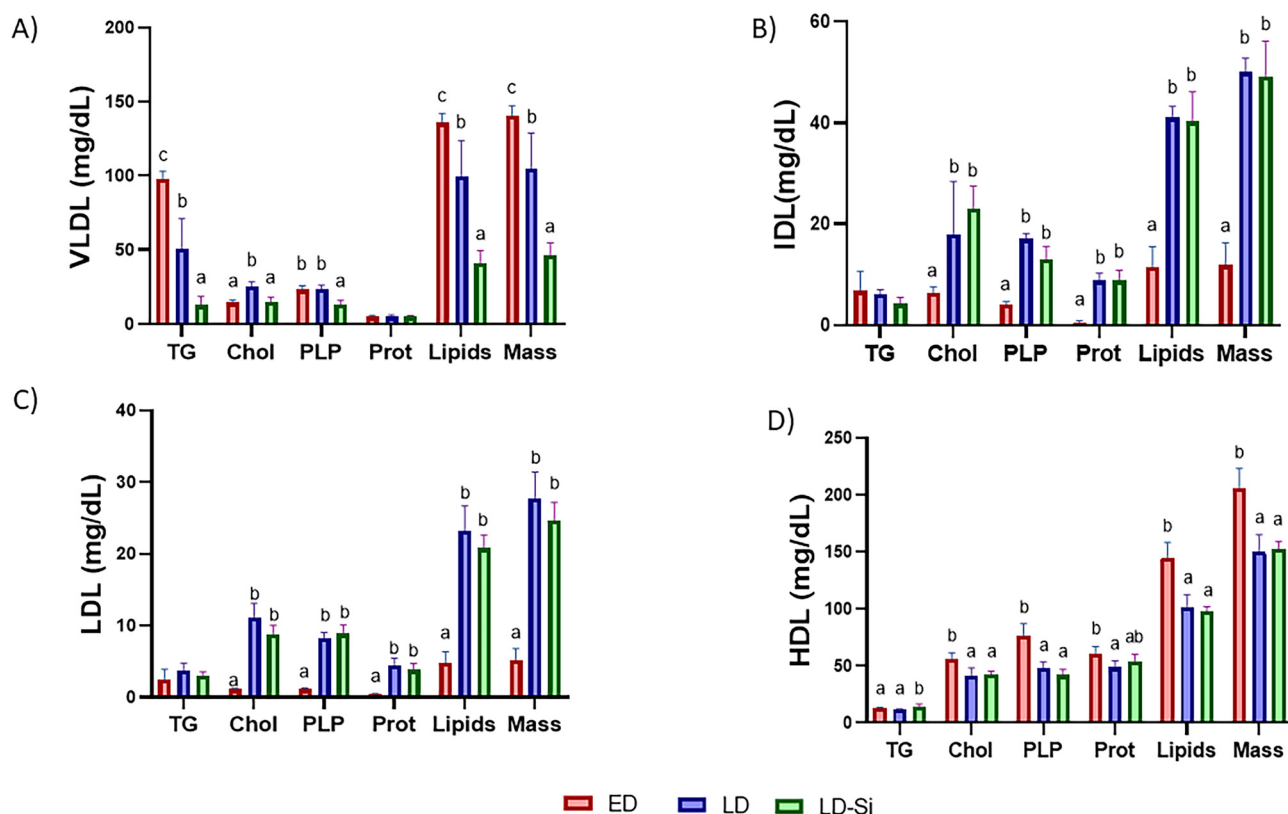 A)
VLDL (mg/dL)
200
150
100
50
0
c b a
a b a
b b a
c b a
c b a
TG Chol PLP Prot Lipids Mass
B)
IDL(mg/dL)
60
40
20
0
a b b
a b b
a b b
a b b
a b b
TG Chol PLP Prot Lipids Mass
C)
LDL (mg/dL)
40
30
20
10
0
a b b
a b b
a b b
a b b
a b b
TG Chol PLP Prot Lipids Mass
D)
HDL (mg/dL)
250
200
150
100
50
0
a a b
b a a
b a a
b a ab
b a a
b a a
TG Chol PLP Prot Lipids Mass
ED LD LD-Si